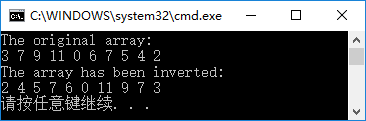 C:\WINDOWS\system32\cmd.exe
The original array:
3 7 9 11 0 6 7 5 4 2
The array has been inverted:
2 4 5 7 6 0 11 9 7 3
请按任意键继续. . .